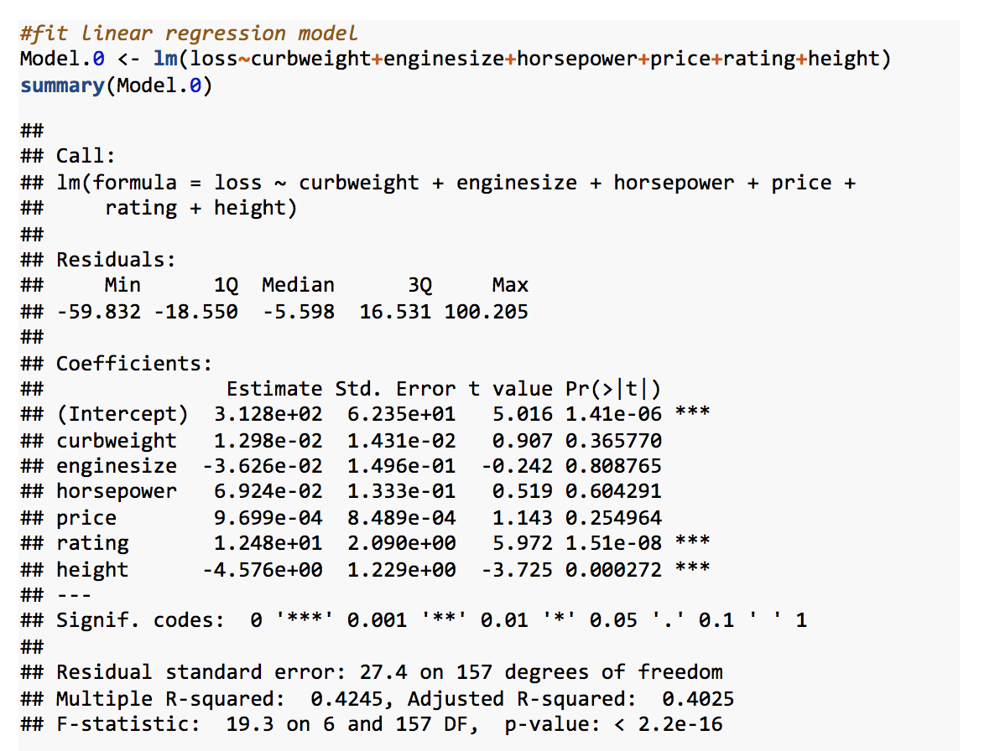 #fit linear regression model
Model.0 <- lm(loss~curbweight+enginesize+horsepower+price+rating+height)
summary(Model.0)
##
## Call:
## lm(formula = loss ~ curbweight + enginesize + horsepower + price +
##     rating + height)
##
## Residuals:
##     Min      1Q  Median      3Q     Max
## -59.832 -18.550  -5.598  16.531 100.205
##
## Coefficients:
##               Estimate Std. Error t value Pr(>|t|)
## (Intercept)  3.128e+02  6.235e+01   5.016 1.41e-06 ***
## curbweight   1.298e-02  1.431e-02   0.907 0.365770
## enginesize  -3.626e-02  1.496e-01  -0.242 0.808765
## horsepower   6.924e-02  1.333e-01   0.519 0.604291
## price        9.699e-04  8.489e-04   1.143 0.254964
## rating       1.248e+01  2.090e+00   5.972 1.51e-08 ***
## height      -4.576e+00  1.229e+00  -3.725 0.000272 ***
## ---
## Signif. codes:  0 '***' 0.001 '**' 0.01 '*' 0.05 '.' 0.1 ' ' 1
##
## Residual standard error: 27.4 on 157 degrees of freedom
## Multiple R-squared:  0.4245, Adjusted R-squared:  0.4025
## F-statistic:  19.3 on 6 and 157 DF,  p-value: < 2.2e-16